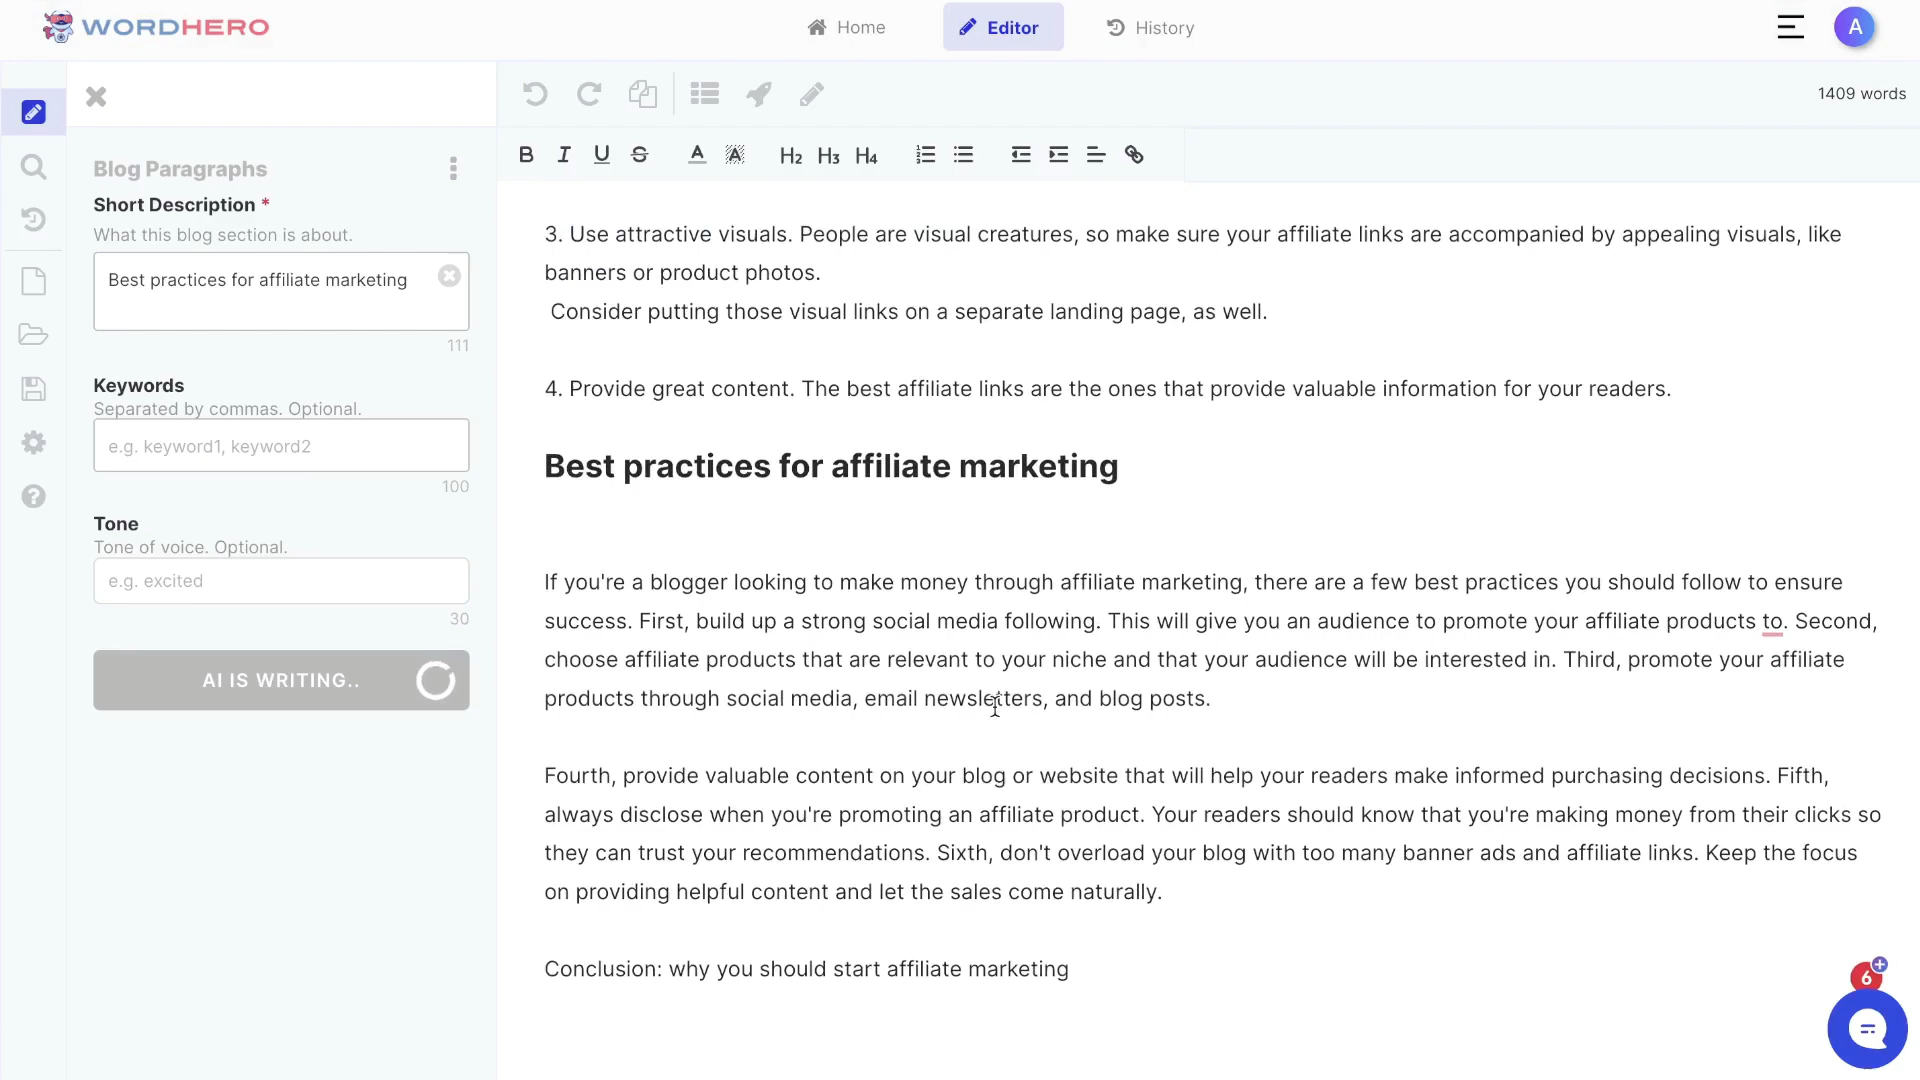 WORDHERO
Home
Editor
History
A
1409 words
B I U S A A H2 H3 H4
Blog Paragraphs
Short Description *
What this blog section is about.
Best practices for affiliate marketing
111
Keywords
Separated by commas. Optional.
e.g. keyword1, keyword2
100
Tone
Tone of voice. Optional.
e.g. excited
30
AI IS WRITING..
3. Use attractive visuals. People are visual creatures, so make sure your affiliate links are accompanied by appealing visuals, like
banners or product photos.
Consider putting those visual links on a separate landing page, as well.
4. Provide great content. The best affiliate links are the ones that provide valuable information for your readers.
Best practices for affiliate marketing
If you're a blogger looking to make money through affiliate marketing, there are a few best practices you should follow to ensure
success. First, build up a strong social media following. This will give you an audience to promote your affiliate products to. Second,
choose affiliate products that are relevant to your niche and that your audience will be interested in. Third, promote your affiliate
products through social media, email newsletters, and blog posts.
Fourth, provide valuable content on your blog or website that will help your readers make informed purchasing decisions. Fifth,
always disclose when you're promoting an affiliate product. Your readers should know that you're making money from their clicks so
they can trust your recommendations. Sixth, don't overload your blog with too many banner ads and affiliate links. Keep the focus
on providing helpful content and let the sales come naturally.
Conclusion: why you should start affiliate marketing
6